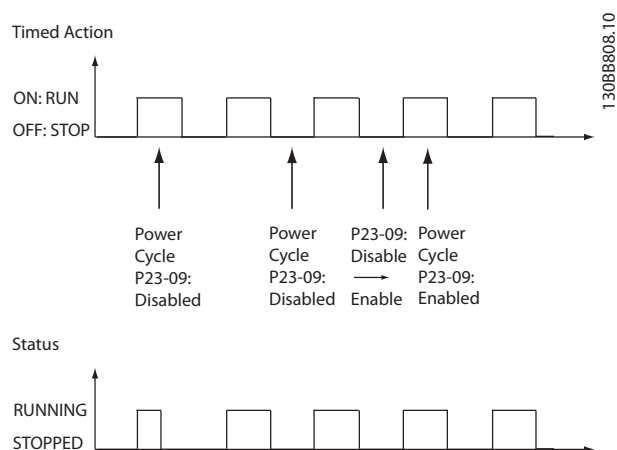 Timed Action
130BB808.10
ON: RUN
OFF: STOP
Power
Cycle
P23-09:
Disabled
Power
Cycle
P23-09:
Disabled
P23-09:
Disable
Enable
Power
Cycle
P23-09:
Enabled
Status
RUNNING
STOPPED